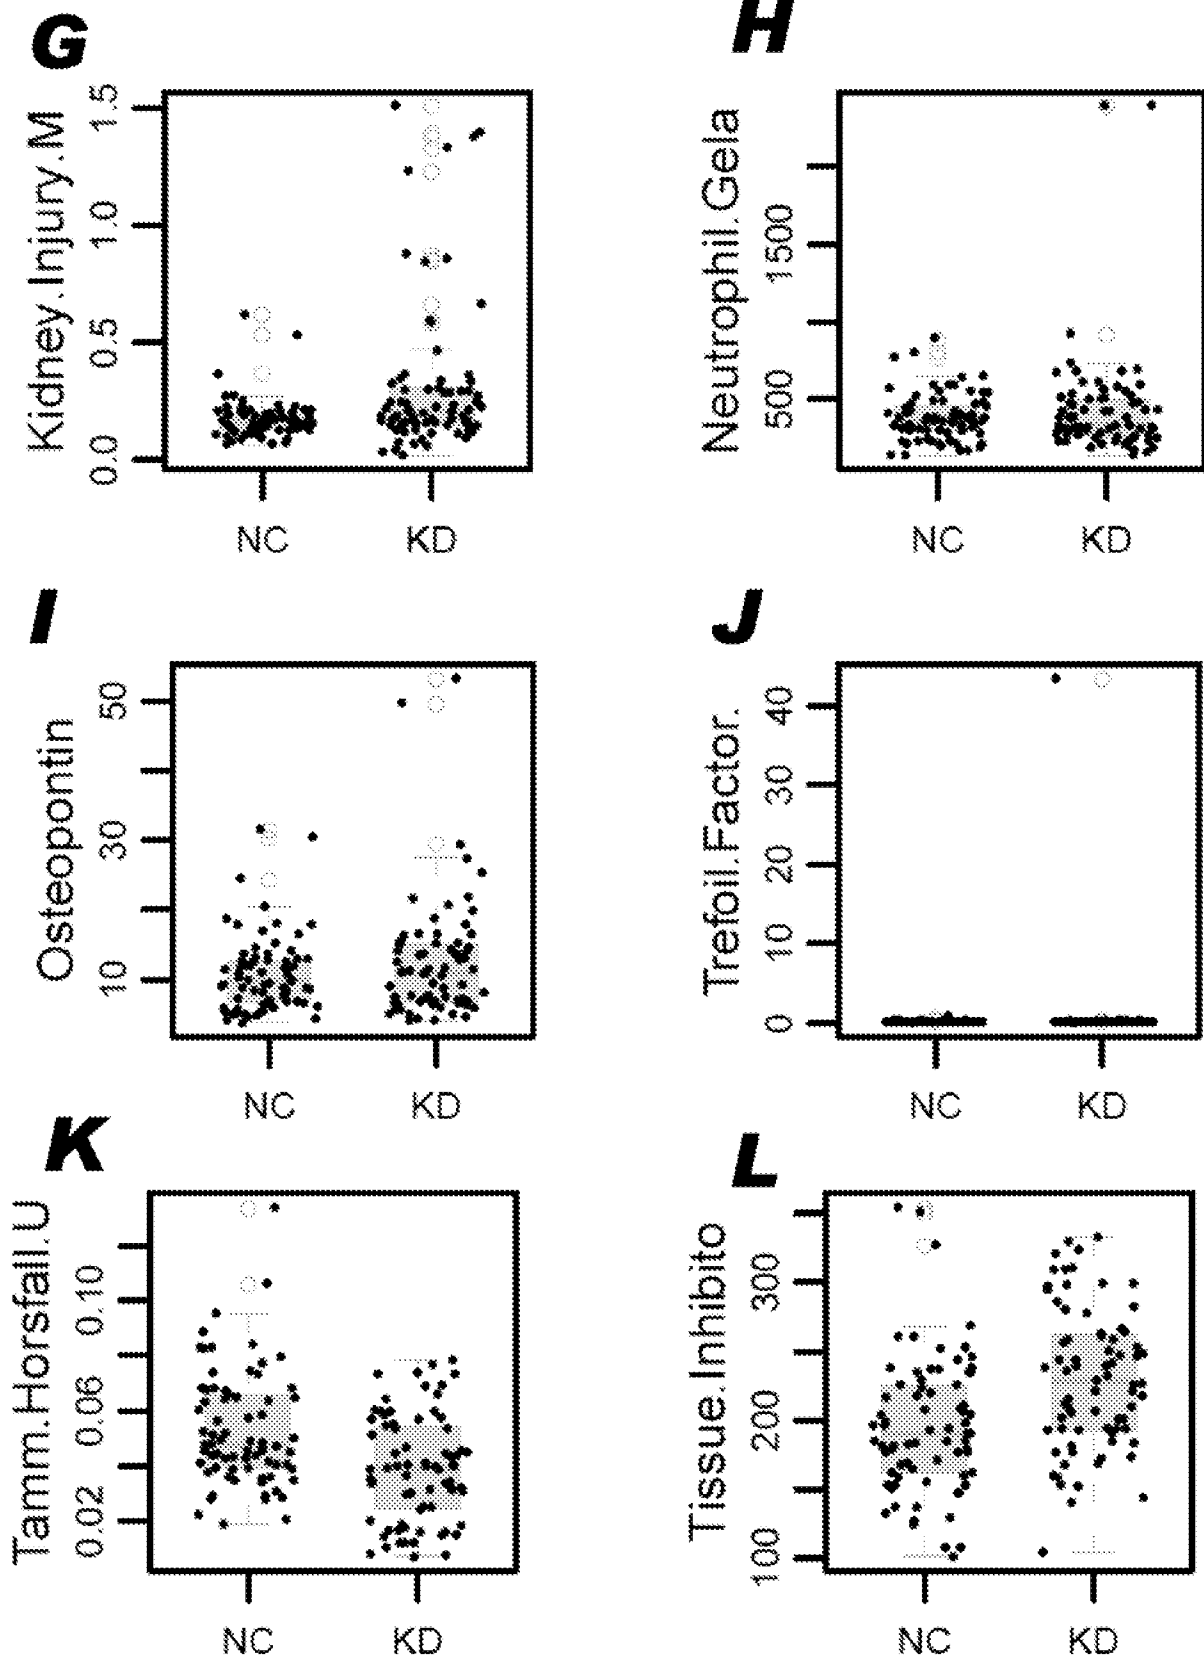 G
Kidney.Injury.M
1.5
1.0
0.5
0.0
NC KD
H
Neutrophil.Gela
1500
500
NC KD
I
Osteopontin
50
30
10
NC KD
J
Trefoil.Factor.
40
30
20
10
0
NC KD
K
Tamm.Horsfall.U
0.10
0.06
0.02
NC KD
L
Tissue.Inhibito
300
200
100
NC KD